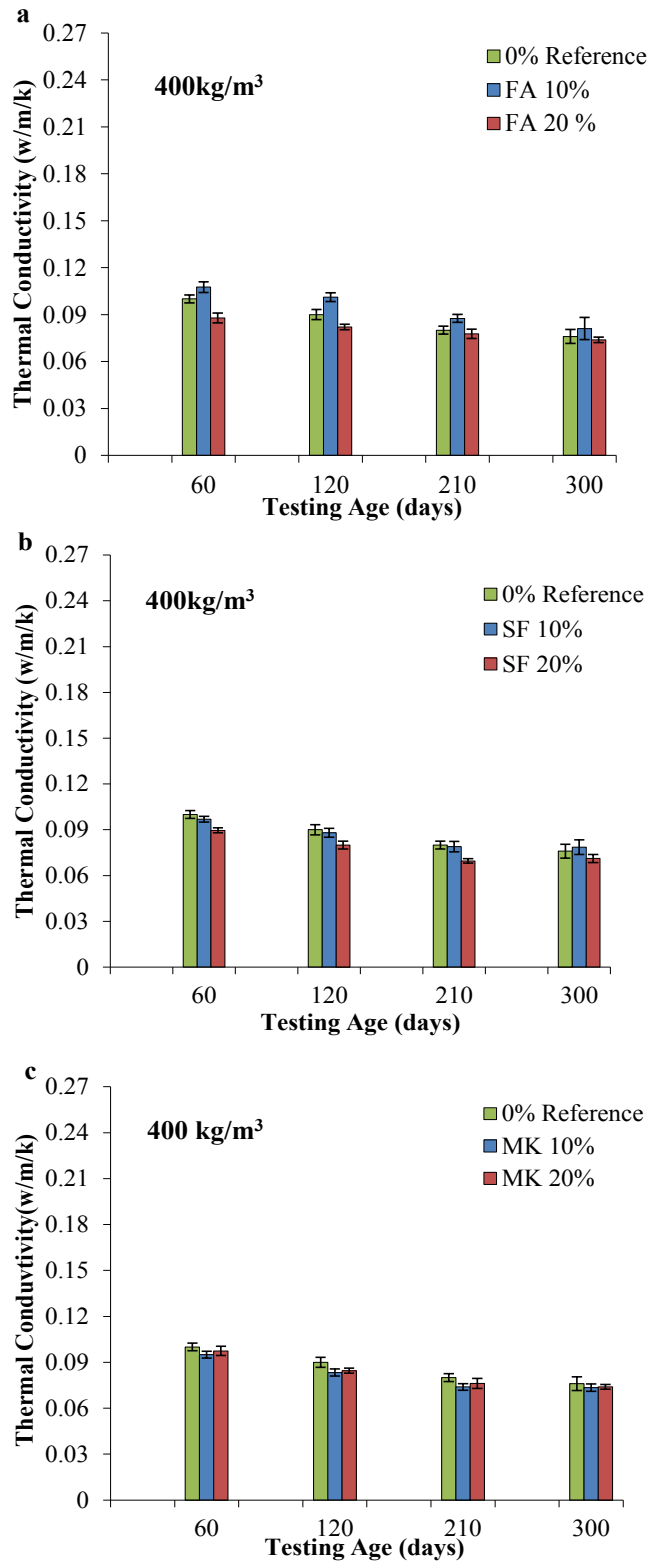 a
0.27
0.24
0.21
0.18
0.15
0.12
0.09
0.06
0.03
0
Thermal Conductivity (w/m/k)
400kg/m³
0% Reference
FA 10%
FA 20 %
60 120 210 300
Testing Age (days)
b
0.27
0.24
0.21
0.18
0.15
0.12
0.09
0.06
0.03
0
Thermal Conductivity (w/m/k)
400kg/m³
0% Reference
SF 10%
SF 20%
60 120 210 300
Testing Age (days)
c
0.27
0.24
0.21
0.18
0.15
0.12
0.09
0.06
0.03
0
Thermal Conduvtivity(w/m/k)
400 kg/m³
0% Reference
MK 10%
MK 20%
60 120 210 300
Testing Age (days)